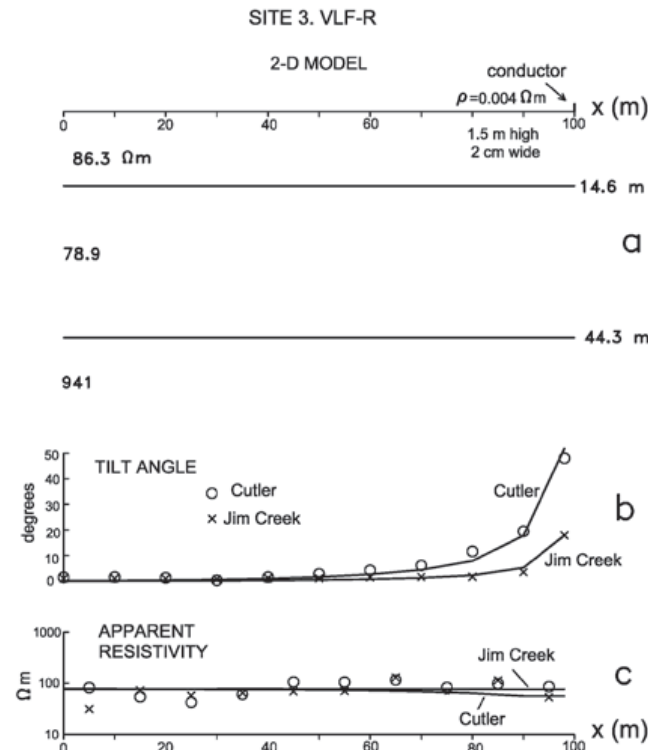 SITE 3. VLF-R
2-D MODEL
conductor
ρ=0.004 Ωm
x (m)
0 20 40 60 80 100
1.5 m high
2 cm wide
86.3 Ωm
14.6 m
a
78.9
44.3 m
941
50
40
30
20
10
0
degrees
TILT ANGLE
Cutler
Jim Creek
Cutler
Jim Creek
b
1000
100
10
Ωm
APPARENT
RESISTIVITY
Jim Creek
Cutler
c
0 20 40 60 80 100
x (m)